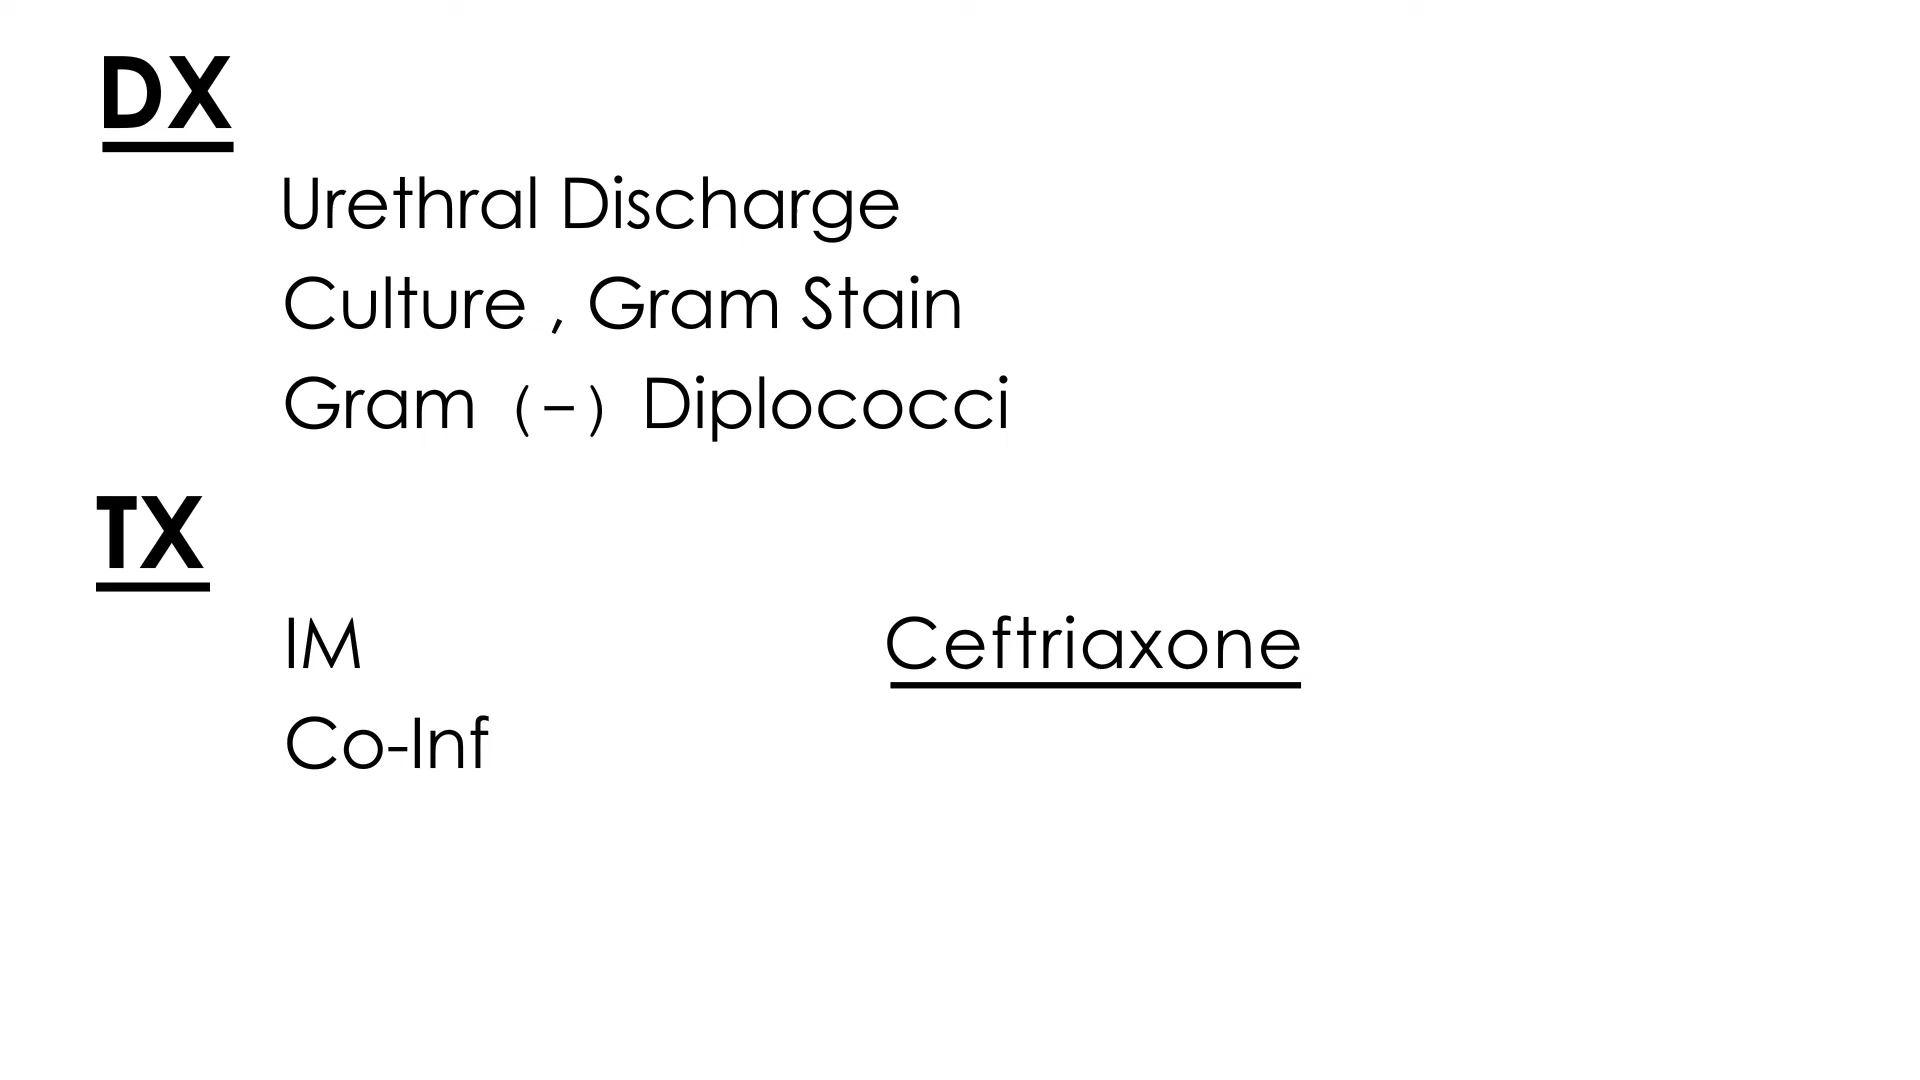 DX
Urethral Discharge
Culture , Gram Stain
Gram (-) Diplococci
TX
IM Ceftriaxone
Co-Inf